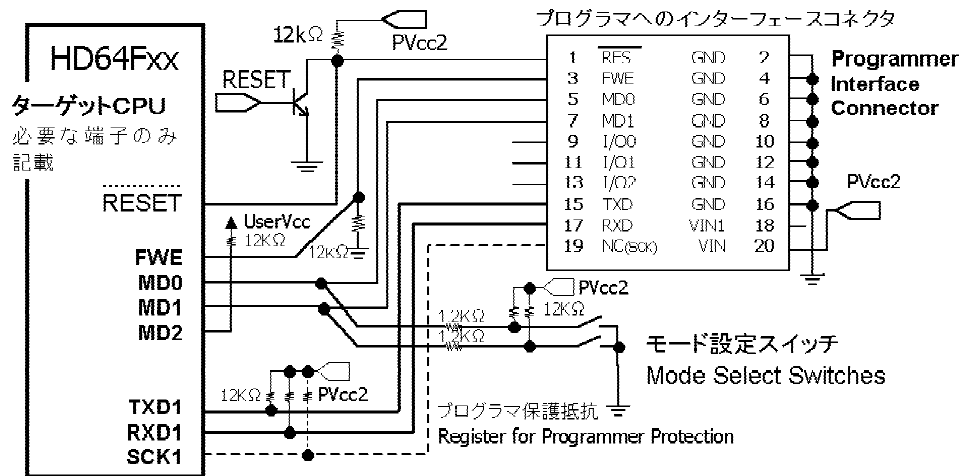 プログラマへのインターフェースコネクタ
12kΩ
PVcc2
HD64Fxx
RESET
ターゲットCPU
必要な端子のみ
記載
1 RES GND 2
3 FWE GND 4
5 MD0 GND 6
7 MD1 GND 8
9 I/O0 GND 10
11 I/O1 GND 12
13 I/O2 GND 14
15 TXD GND 16
17 RXD VIN1 18
19 NC(SCK) VIN 20
Programmer
Interface
Connector
PVcc2
RESET
UserVcc
12KΩ
12KΩ
FWE
MD0
MD1
MD2
PVcc2
12KΩ
1.2KΩ
1.2KΩ
モード設定スイッチ
Mode Select Switches
12KΩ
PVcc2
TXD1
RXD1
SCK1
プログラマ保護抵抗
Register for Programmer Protection